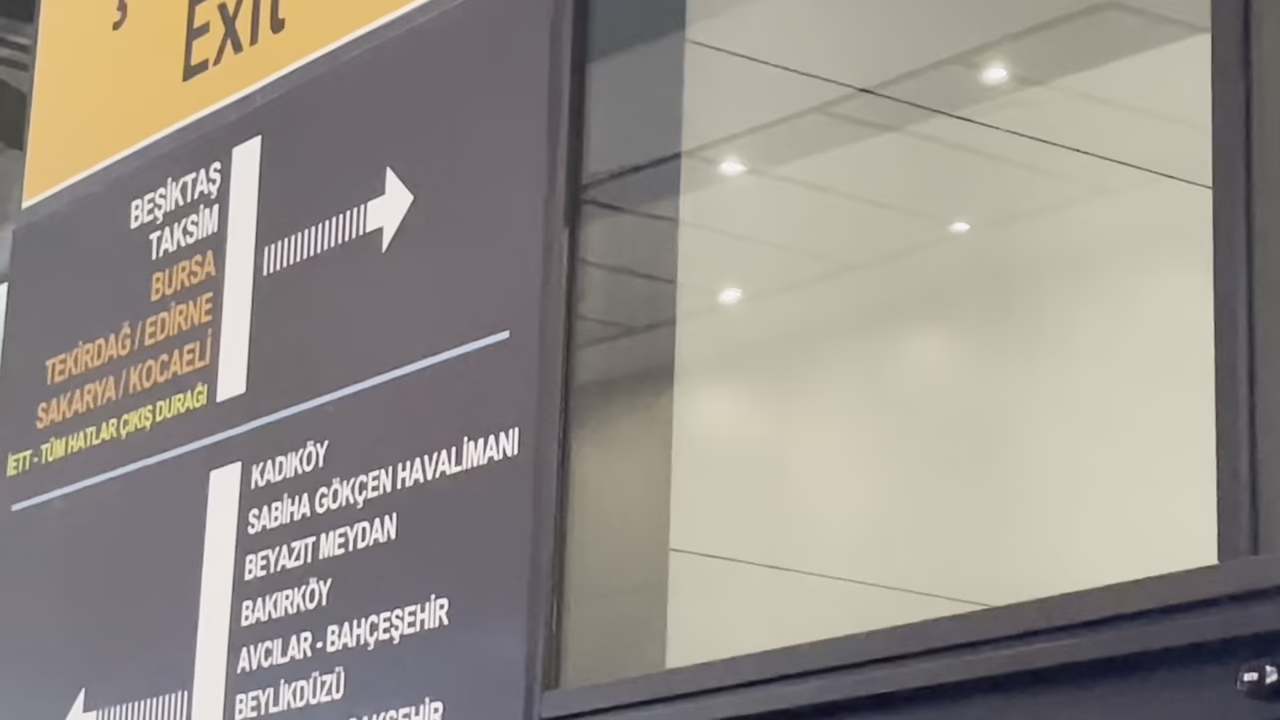 Exit
BEŞİKTAŞ
TAKSİM
BURSA
TEKİRDAĞ / EDİRNE
SAKARYA / KOCAELİ
İETT - TÜM HATLAR ÇIKIŞ DURAĞI
KADIKÖY
SABİHA GÖKÇEN HAVALİMANI
BEYAZIT MEYDAN
BAKIRKÖY
AVCILAR - BAHÇEŞEHİR
BEYLİKDÜZÜ